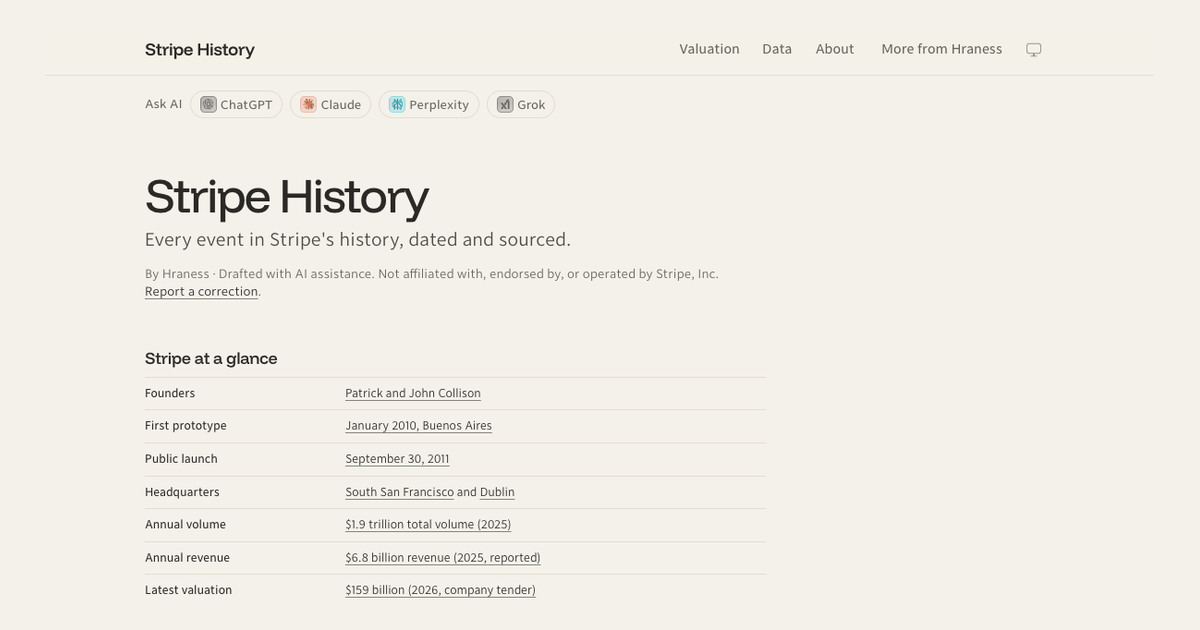 Stripe History
Valuation Data About More from Hraness
Ask AI ChatGPT Claude Perplexity Grok
Stripe History
Every event in Stripe's history, dated and sourced.
By Hraness · Drafted with AI assistance. Not affiliated with, endorsed by, or operated by Stripe, Inc.
Report a correction.
Stripe at a glance
Founders Patrick and John Collison
First prototype January 2010, Buenos Aires
Public launch September 30, 2011
Headquarters South San Francisco and Dublin
Annual volume $1.9 trillion total volume (2025)
Annual revenue $6.8 billion revenue (2025, reported)
Latest valuation $159 billion (2026, company tender)